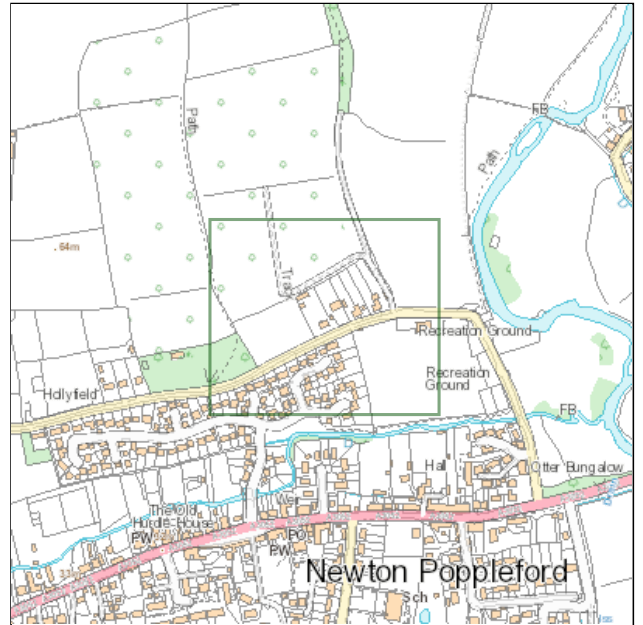 FB
Path
Path
. 64m
Track
Recreation Ground
Recreation
Ground
Hollyfield
FB
Hall
Otter Bungalow
Weir
The Old
Hurdle House
PW
PO
PW
Newton Poppleford
Sch